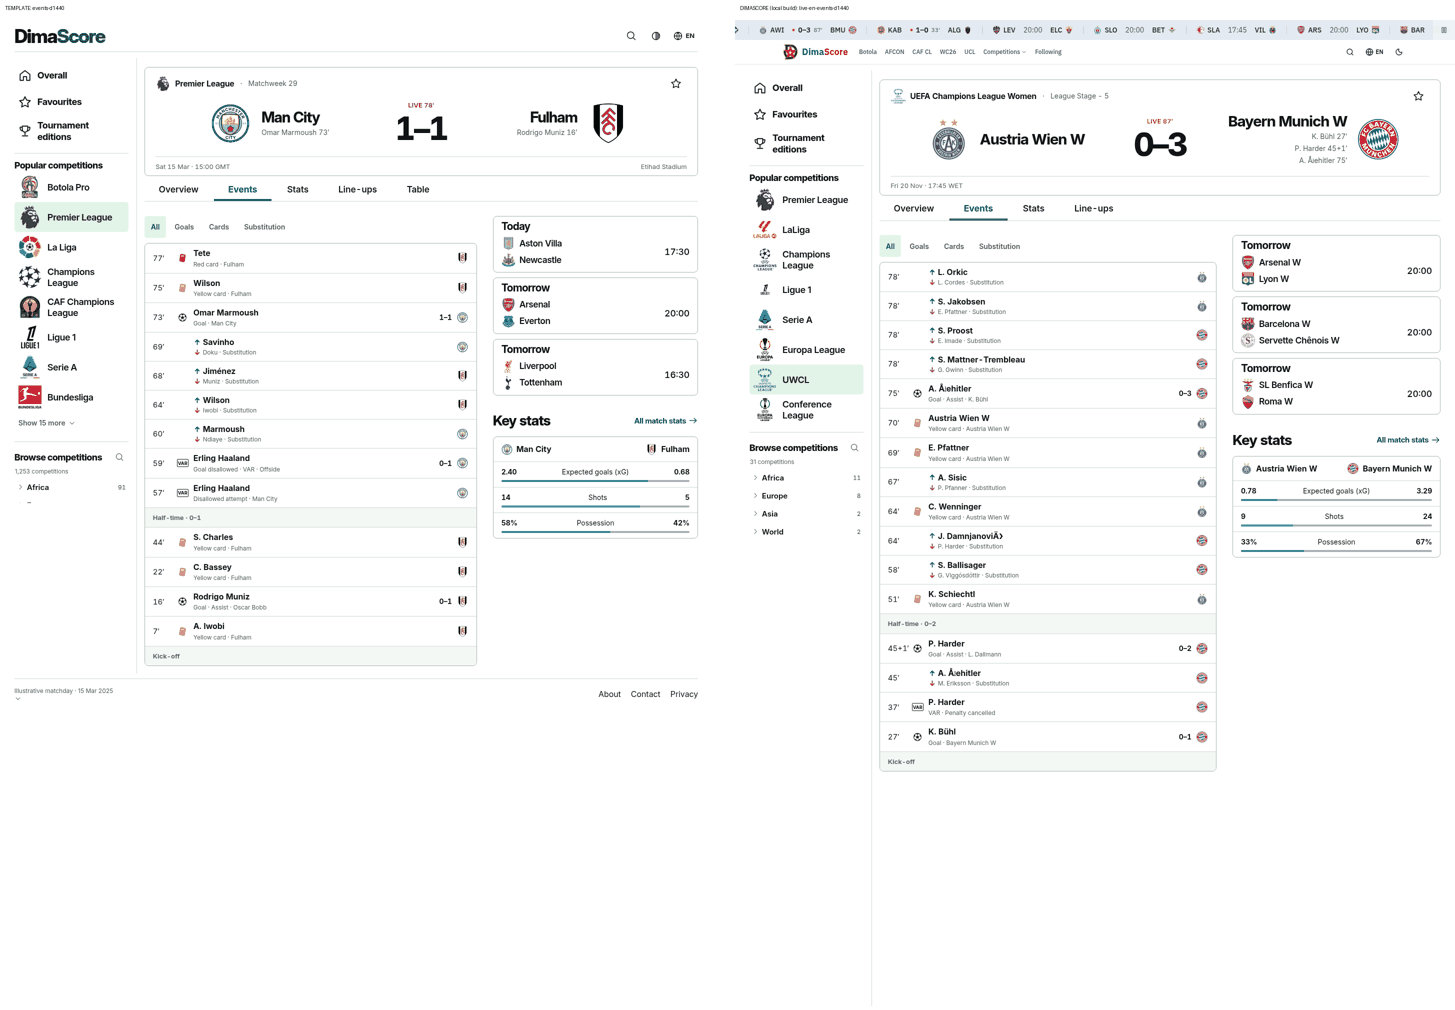 TEMPLATE·events-d1440
DimaScore
EN
Overall
Favourites
Tournament
editions
Popular competitions
Botola Pro
Premier League
La Liga
Champions
League
CAF Champions
League
Ligue 1
Serie A
Bundesliga
Show 15 more
Browse competitions
1,253 competitions
Africa 91
Premier League · Matchweek 29
Man City
Omar Marmoush 73'
LIVE 78'
1–1
Fulham
Rodrigo Muniz 16'
Sat 15 Mar · 15:00 GMT
Etihad Stadium
Overview Events Stats Line-ups Table
All Goals Cards Substitution
77' Tete
Red card · Fulham
75' Wilson
Yellow card · Fulham
73' Omar Marmoush 1–1
Goal · Man City
69' Savinho
Doku · Substitution
68' Jiménez
Muniz · Substitution
64' Wilson
Iwobi · Substitution
60' Marmoush
Ndiaye · Substitution
59' VAR Erling Haaland 0–1
Goal disallowed · VAR · Offside
57' VAR Erling Haaland
Disallowed attempt · Man City
Half-time · 0–1
44' S. Charles
Yellow card · Fulham
22' C. Bassey
Yellow card · Fulham
16' Rodrigo Muniz 0–1
Goal · Assist · Oscar Bobb
7' A. Iwobi
Yellow card · Fulham
Kick-off
Today
Aston Villa
Newcastle
17:30
Tomorrow
Arsenal
Everton
20:00
Tomorrow
Liverpool
Tottenham
16:30
Key stats All match stats
Man City Fulham
2.40 Expected goals (xG) 0.68
14 Shots 5
58% Possession 42%
Illustrative matchday · 15 Mar 2025
About Contact Privacy
DIMASCORE (local build)· live-en-events-d1440
AWI 0–3 87' BMU
KAB 1–0 33' ALG
LEV 20:00 ELC
SLO 20:00 BET
SLA 17:45 VIL
ARS 20:00 LYO
BAR
DimaScore
Botola AFCON CAF CL WC26 UCL Competitions Following
EN
Overall
Favourites
Tournament
editions
Popular competitions
Premier League
LaLiga
Champions
League
Ligue 1
Serie A
Europa League
UWCL
Conference
League
Browse competitions
31 competitions
Africa 11
Europe 8
Asia 2
World 2
UEFA Champions League Women · League Stage - 5
Austria Wien W
LIVE 87'
0–3
Bayern Munich W
K. Bühl 27'
P. Harder 45+1'
A. Åehitler 75'
Fri 20 Nov · 17:45 WET
Overview Events Stats Line-ups
All Goals Cards Substitution
78' L. Orkic
L. Cordes · Substitution
78' S. Jakobsen
E. Pfattner · Substitution
78' S. Proost
E. Imade · Substitution
78' S. Mattner-Trembleau
G. Gwinn · Substitution
75' A. Åehitler 0–3
Goal · Assist · K. Bühl
70' Austria Wien W
Yellow card · Austria Wien W
69' E. Pfattner
Yellow card · Austria Wien W
67' A. Sisic
P. Pfanner · Substitution
64' C. Wenninger
Yellow card · Austria Wien W
64' J. DamnjanoviÄ
P. Harder · Substitution
58' S. Ballisager
G. Viggósdóttir · Substitution
51' K. Schiechtl
Yellow card · Austria Wien W
Half-time · 0–2
45+1' P. Harder 0–2
Goal · Assist · L. Dallmann
45' A. Åehitler
M. Eriksson · Substitution
37' VAR P. Harder
VAR · Penalty cancelled
27' K. Bühl 0–1
Goal · Bayern Munich W
Kick-off
Tomorrow
Arsenal W
Lyon W
20:00
Tomorrow
Barcelona W
Servette Chênois W
20:00
Tomorrow
SL Benfica W
Roma W
20:00
Key stats All match stats
Austria Wien W Bayern Munich W
0.78 Expected goals (xG) 3.29
9 Shots 24
33% Possession 67%